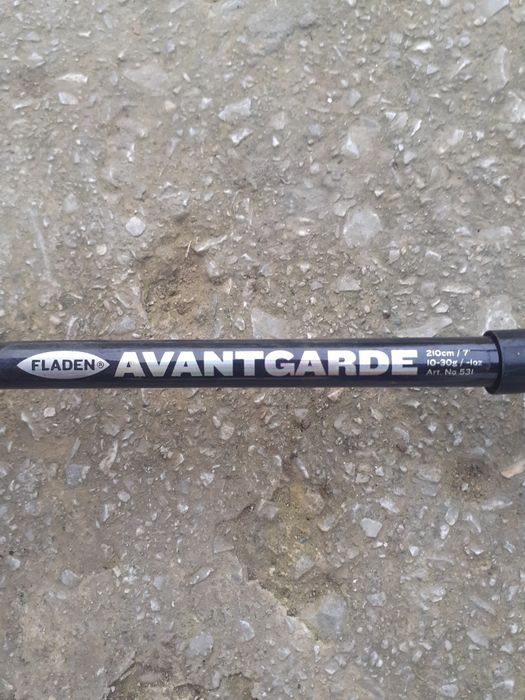 FLADEN® AVANTGARDE
210cm / 7'
10-30g / -1oz
Art. No 531